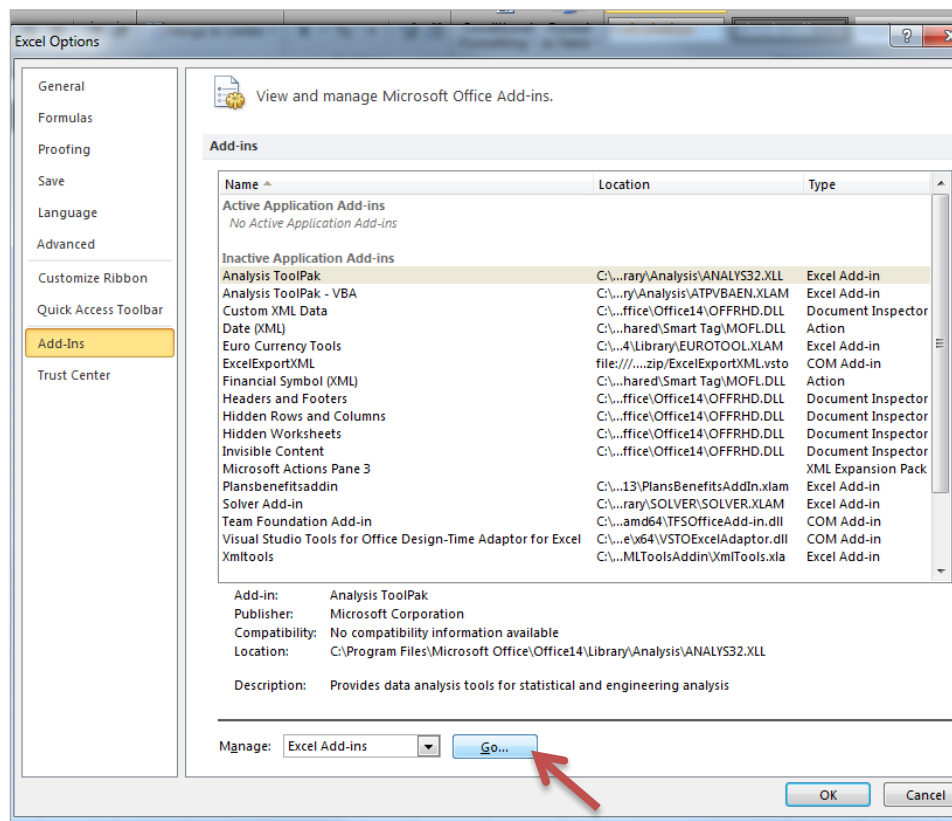 Excel Options
General
Formulas
Proofing
Save
Language
Advanced
Customize Ribbon
Quick Access Toolbar
Add-Ins
Trust Center
View and manage Microsoft Office Add-ins.
Add-ins
Name Location Type
Active Application Add-ins
No Active Application Add-ins
Inactive Application Add-ins
Analysis ToolPak C:\...rary\Analysis\ANALYS32.XLL Excel Add-in
Analysis ToolPak - VBA C:\...ry\Analysis\ATPVBAEN.XLAM Excel Add-in
Custom XML Data C:\...ffice\Office14\OFFRHD.DLL Document Inspector
Date (XML) C:\...hared\Smart Tag\MOFL.DLL Action
Euro Currency Tools C:\...4\Library\EUROTOOL.XLAM Excel Add-in
ExcelExportXML file:///....zip/ExcelExportXML.vsto COM Add-in
Financial Symbol (XML) C:\...hared\Smart Tag\MOFL.DLL Action
Headers and Footers C:\...ffice\Office14\OFFRHD.DLL Document Inspector
Hidden Rows and Columns C:\...ffice\Office14\OFFRHD.DLL Document Inspector
Hidden Worksheets C:\...ffice\Office14\OFFRHD.DLL Document Inspector
Invisible Content C:\...ffice\Office14\OFFRHD.DLL Document Inspector
Microsoft Actions Pane 3 XML Expansion Pack
Plansbenefitsaddin C:\...13\PlansBenefitsAddIn.xlam Excel Add-in
Solver Add-in C:\...rary\SOLVER\SOLVER.XLAM Excel Add-in
Team Foundation Add-in C:\...amd64\TFSOfficeAdd-in.dll COM Add-in
Visual Studio Tools for Office Design-Time Adaptor for Excel C:\...e\x64\VSTOExcelAdaptor.dll COM Add-in
Xmltools C:\...MLToolsAddin\XmlTools.xla Excel Add-in
Add-in: Analysis ToolPak
Publisher: Microsoft Corporation
Compatibility: No compatibility information available
Location: C:\Program Files\Microsoft Office\Office14\Library\Analysis\ANALYS32.XLL
Description: Provides data analysis tools for statistical and engineering analysis
Manage: Excel Add-ins Go...
OK Cancel